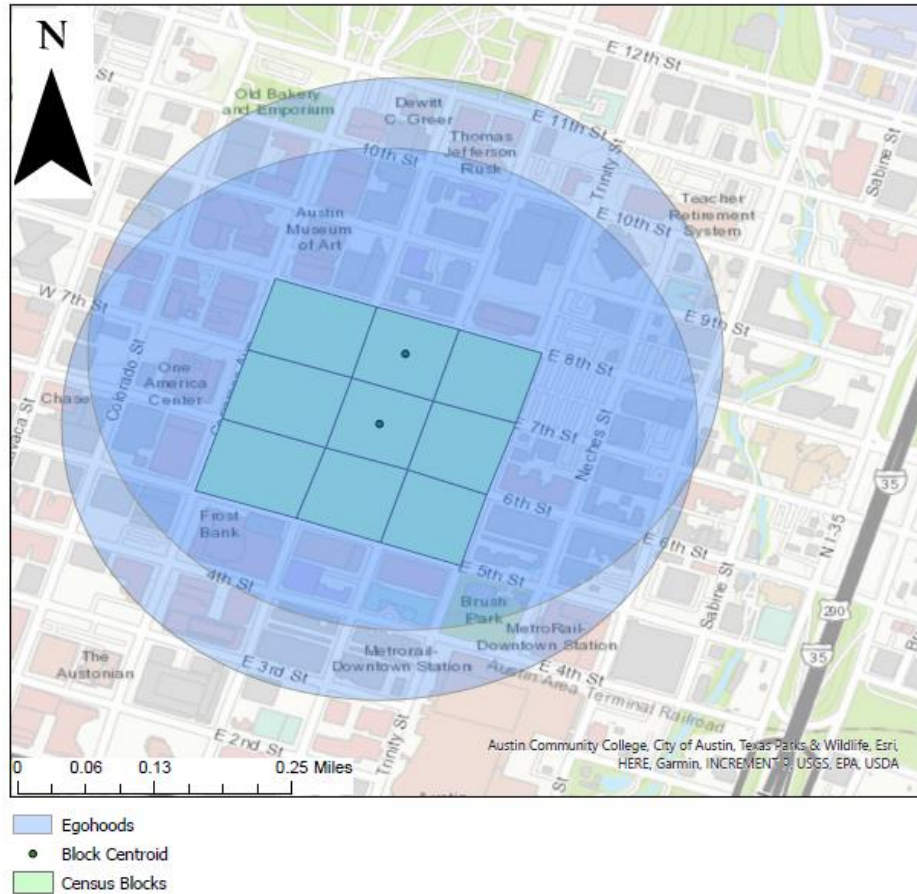 N
E 12th St
St
Old Bakery
and Emporium
Dewitt
C. Greer
E 11th St
Thomas
Jefferson
Rusk
10th St
Trinity St
Sabine St
Teacher
Retirement
System
E 10th St
Austin
Museum
of Art
W 7th St
E 9th St
Colorado St
One
America
Center
E 8th St
Chase
E 7th St
Neches St
35
Frost
Bank
6th St
E 6th St
N I-35
4th St
E 5th St
Sabine St
Brush
Park
290
MetroRail-
Downtown Station
Metrorail-
Downtown Station
35
The
Austonian
E 3rd St
E 4th St
Austin Area Terminal Railroad
E 2nd St
Trinity St
St
Austin Community College, City of Austin, Texas Parks & Wildlife, Esri,
HERE, Garmin, INCREMENT P, USGS, EPA, USDA
0 0.06 0.13 0.25 Miles
Egohoods
Block Centroid
Census Blocks